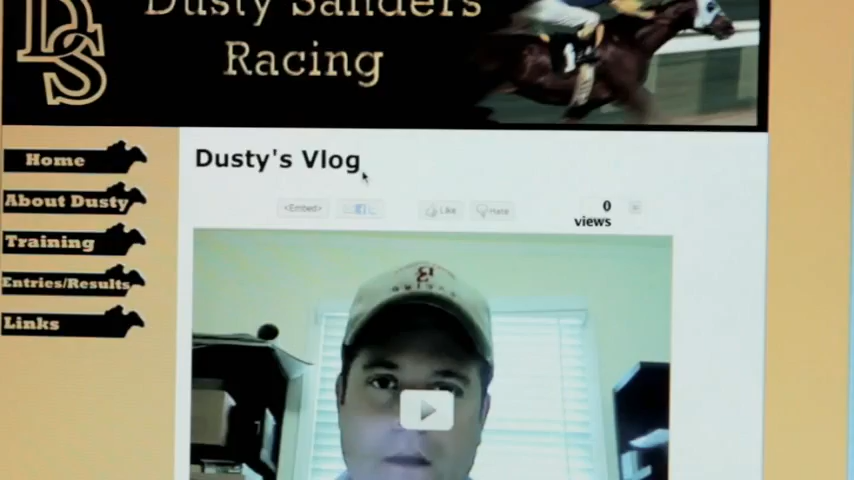 DS
Dusty Sanders
Racing
Home
About Dusty
Training
Entries/Results
Links
Dusty's Vlog
<Embed>
Like
Hate
0
views